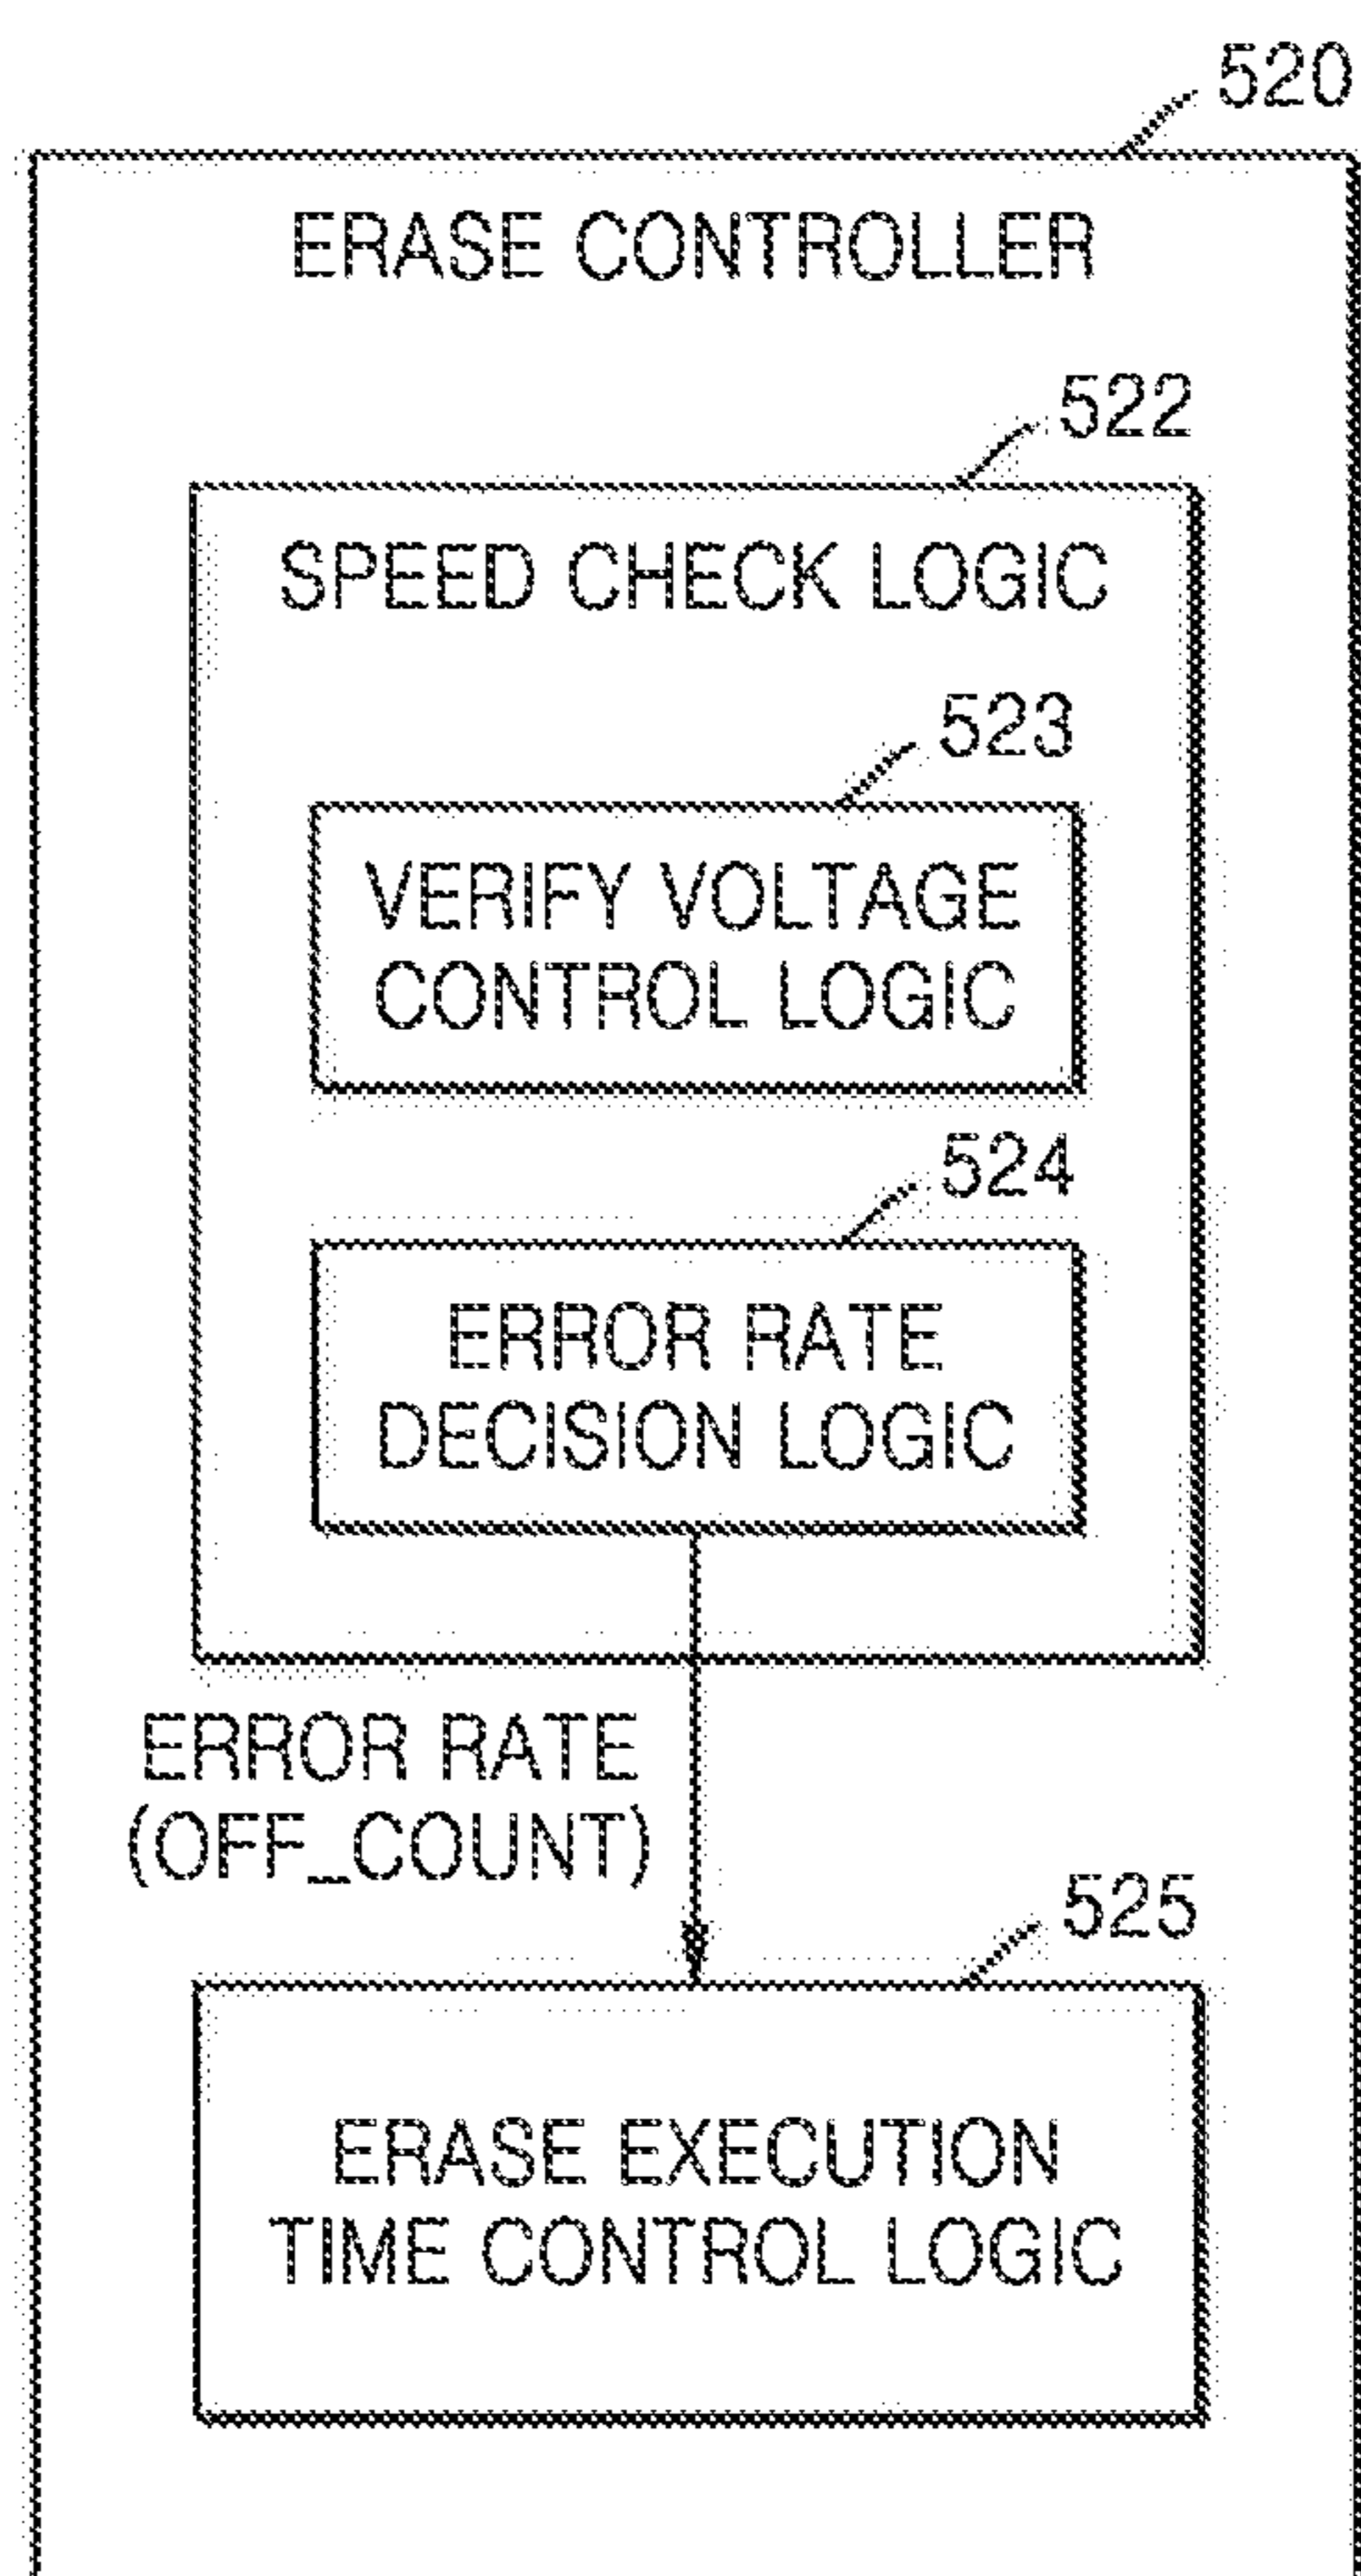 520
ERASE CONTROLLER
522
SPEED CHECK LOGIC
523
VERIFY VOLTAGE
CONTROL LOGIC
524
ERROR RATE
DECISION LOGIC
ERROR RATE
(OFF_COUNT)
525
ERASE EXECUTION
TIME CONTROL LOGIC